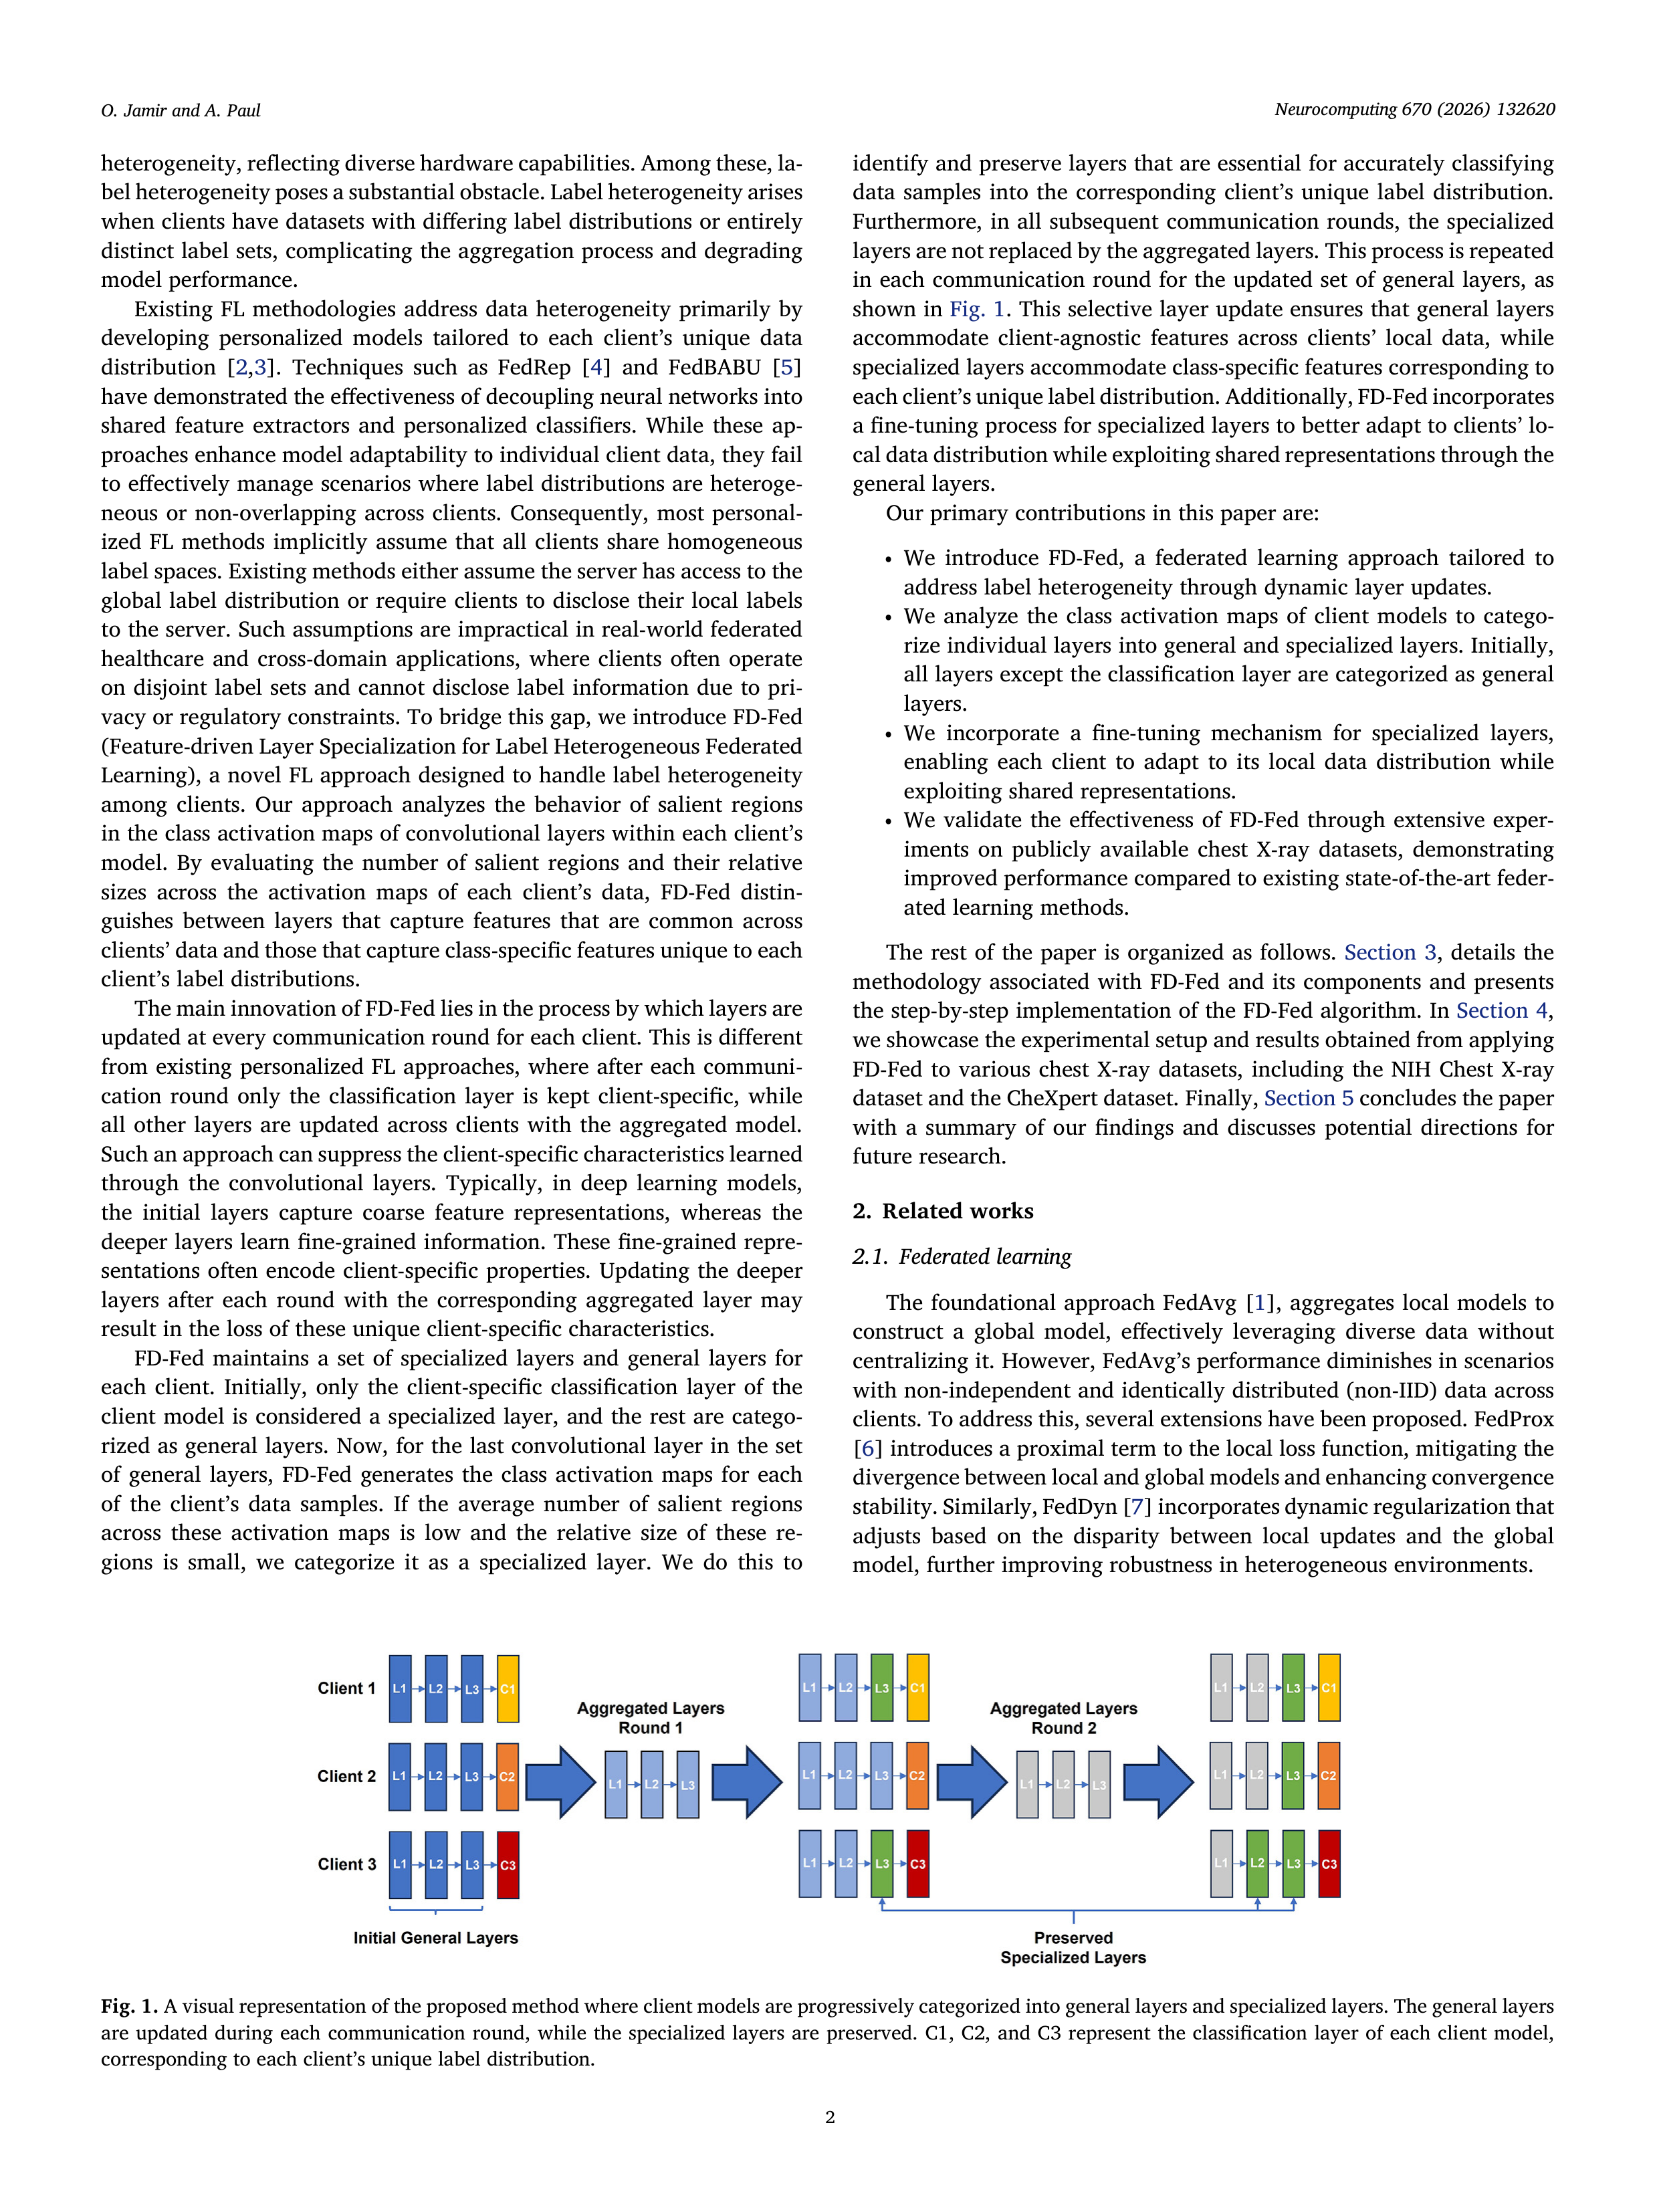 O. Jamir and A. Paul
Neurocomputing 670 (2026) 132620
heterogeneity, reflecting diverse hardware capabilities. Among these, la-
bel heterogeneity poses a substantial obstacle. Label heterogeneity arises
when clients have datasets with differing label distributions or entirely
distinct label sets, complicating the aggregation process and degrading
model performance.
Existing FL methodologies address data heterogeneity primarily by
developing personalized models tailored to each client's unique data
distribution [2,3]. Techniques such as FedRep [4] and FedBABU [5]
have demonstrated the effectiveness of decoupling neural networks into
shared feature extractors and personalized classifiers. While these ap-
proaches enhance model adaptability to individual client data, they fail
to effectively manage scenarios where label distributions are heteroge-
neous or non-overlapping across clients. Consequently, most personal-
ized FL methods implicitly assume that all clients share homogeneous
label spaces. Existing methods either assume the server has access to the
global label distribution or require clients to disclose their local labels
to the server. Such assumptions are impractical in real-world federated
healthcare and cross-domain applications, where clients often operate
on disjoint label sets and cannot disclose label information due to pri-
vacy or regulatory constraints. To bridge this gap, we introduce FD-Fed
(Feature-driven Layer Specialization for Label Heterogeneous Federated
Learning), a novel FL approach designed to handle label heterogeneity
among clients. Our approach analyzes the behavior of salient regions
in the class activation maps of convolutional layers within each client's
model. By evaluating the number of salient regions and their relative
sizes across the activation maps of each client's data, FD-Fed distin-
guishes between layers that capture features that are common across
clients' data and those that capture class-specific features unique to each
client's label distributions.
The main innovation of FD-Fed lies in the process by which layers are
updated at every communication round for each client. This is different
from existing personalized FL approaches, where after each communi-
cation round only the classification layer is kept client-specific, while
all other layers are updated across clients with the aggregated model.
Such an approach can suppress the client-specific characteristics learned
through the convolutional layers. Typically, in deep learning models,
the initial layers capture coarse feature representations, whereas the
deeper layers learn fine-grained information. These fine-grained repre-
sentations often encode client-specific properties. Updating the deeper
layers after each round with the corresponding aggregated layer may
result in the loss of these unique client-specific characteristics.
FD-Fed maintains a set of specialized layers and general layers for
each client. Initially, only the client-specific classification layer of the
client model is considered a specialized layer, and the rest are catego-
rized as general layers. Now, for the last convolutional layer in the set
of general layers, FD-Fed generates the class activation maps for each
of the client's data samples. If the average number of salient regions
across these activation maps is low and the relative size of these re-
gions is small, we categorize it as a specialized layer. We do this to
identify and preserve layers that are essential for accurately classifying
data samples into the corresponding client's unique label distribution.
Furthermore, in all subsequent communication rounds, the specialized
layers are not replaced by the aggregated layers. This process is repeated
in each communication round for the updated set of general layers, as
shown in Fig. 1. This selective layer update ensures that general layers
accommodate client-agnostic features across clients' local data, while
specialized layers accommodate class-specific features corresponding to
each client's unique label distribution. Additionally, FD-Fed incorporates
a fine-tuning process for specialized layers to better adapt to clients' lo-
cal data distribution while exploiting shared representations through the
general layers.
Our primary contributions in this paper are:
• We introduce FD-Fed, a federated learning approach tailored to
address label heterogeneity through dynamic layer updates.
• We analyze the class activation maps of client models to catego-
rize individual layers into general and specialized layers. Initially,
all layers except the classification layer are categorized as general
layers.
• We incorporate a fine-tuning mechanism for specialized layers,
enabling each client to adapt to its local data distribution while
exploiting shared representations.
• We validate the effectiveness of FD-Fed through extensive exper-
iments on publicly available chest X-ray datasets, demonstrating
improved performance compared to existing state-of-the-art feder-
ated learning methods.
The rest of the paper is organized as follows. Section 3, details the
methodology associated with FD-Fed and its components and presents
the step-by-step implementation of the FD-Fed algorithm. In Section 4,
we showcase the experimental setup and results obtained from applying
FD-Fed to various chest X-ray datasets, including the NIH Chest X-ray
dataset and the CheXpert dataset. Finally, Section 5 concludes the paper
with a summary of our findings and discusses potential directions for
future research.
2. Related works
2.1. Federated learning
The foundational approach FedAvg [1], aggregates local models to
construct a global model, effectively leveraging diverse data without
centralizing it. However, FedAvg's performance diminishes in scenarios
with non-independent and identically distributed (non-IID) data across
clients. To address this, several extensions have been proposed. FedProx
[6] introduces a proximal term to the local loss function, mitigating the
divergence between local and global models and enhancing convergence
stability. Similarly, FedDyn [7] incorporates dynamic regularization that
adjusts based on the disparity between local updates and the global
model, further improving robustness in heterogeneous environments.
Client 1 L1 L2 L3 C1
Client 2 L1 L2 L3 C2
Client 3 L1 L2 L3 C3
Initial General Layers
Aggregated Layers
Round 1
L1 L2 L3
L1 L2 L3 C1
L1 L2 L3 C2
L1 L2 L3 C3
Aggregated Layers
Round 2
L1 L2 L3
L1 L2 L3 C1
L1 L2 L3 C2
L1 L2 L3 C3
Preserved
Specialized Layers
Fig. 1. A visual representation of the proposed method where client models are progressively categorized into general layers and specialized layers. The general layers
are updated during each communication round, while the specialized layers are preserved. C1, C2, and C3 represent the classification layer of each client model,
corresponding to each client's unique label distribution.
2